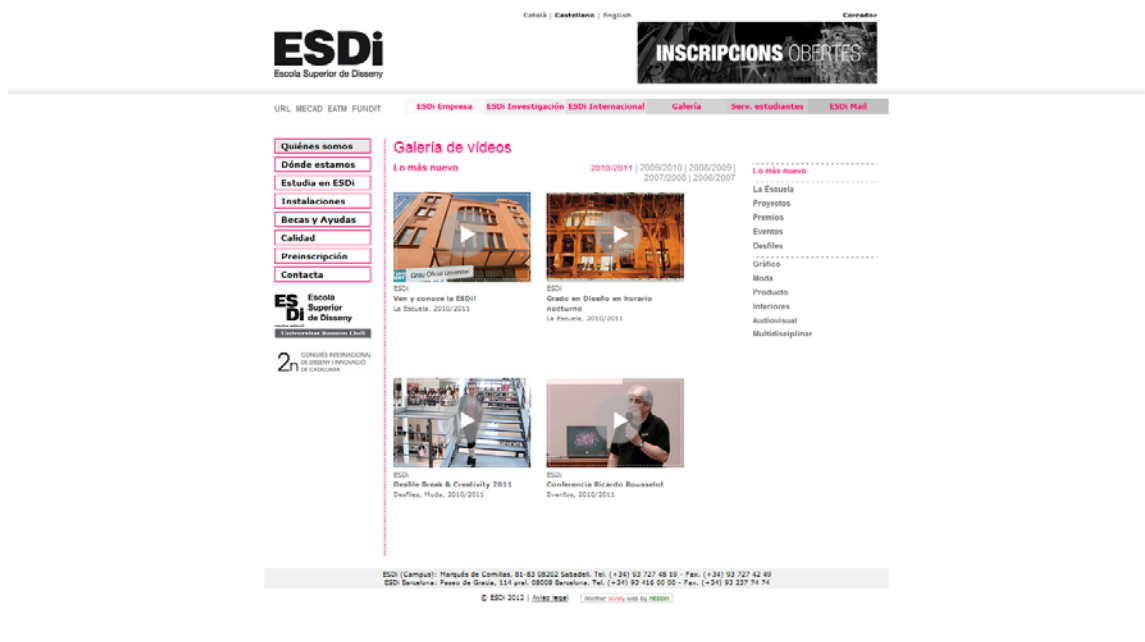 Català | Castellano | English
Cercador
ESDi
Escola Superior de Disseny
INSCRIPCIONS OBERTES
URL MECAD EATM FUNDIT
ESDi Empresa ESDi Investigación ESDi Internacional Galería Serv. estudiantes ESDi Mail
Quiénes somos
Dónde estamos
Estudia en ESDi
Instalaciones
Becas y Ayudas
Calidad
Preinscripción
Contacta
ESDi Escola
Superior
de Disseny
Universitat Ramon Llull
2n CONGRÉS INTERNACIONAL
DE DISSENY I INNOVACIÓ
DE CATALUNYA
Galería de vídeos
Lo más nuevo
2010/2011 | 2009/2010 | 2008/2009 |
2007/2008 | 2006/2007
Grau Oficial Universitari
ESDi
Ven y conoce la ESDi!
La Escuela, 2010/2011
ESDi
Grado en Diseño en horario
nocturno
La Escuela, 2010/2011
ESDi
Desfile Break & Creativity 2011
Desfiles, Moda, 2010/2011
ESDi
Conferencia Ricardo Rousselot
Eventos, 2010/2011
Lo más nuevo
La Escuela
Proyectos
Premios
Eventos
Desfiles
Gráfico
Moda
Producto
Interiores
Audiovisual
Multidisciplinar
ESDi (Campus): Marquès de Comillas, 81-83 08202 Sabadell. Tel. (+34) 93 727 48 19 - Fax. (+34) 93 727 42 49
ESDi Barcelona: Paseo de Gracia, 114 pral. 08008 Barcelona. Tel. (+34) 93 416 00 00 - Fax. (+34) 93 237 74 74
© ESDi 2012 | Aviso legal
Another lovely web by